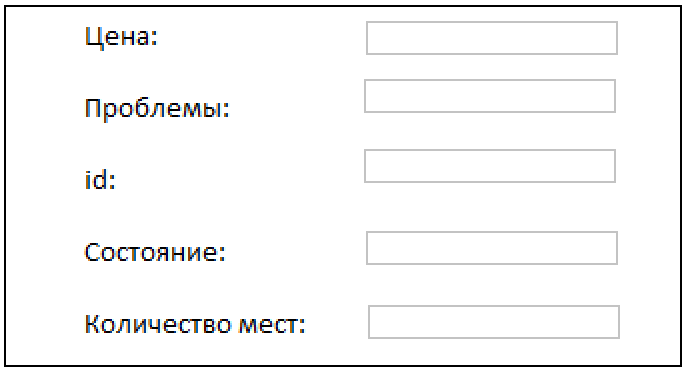 Цена:
Проблемы:
id:
Состояние:
Количество мест: